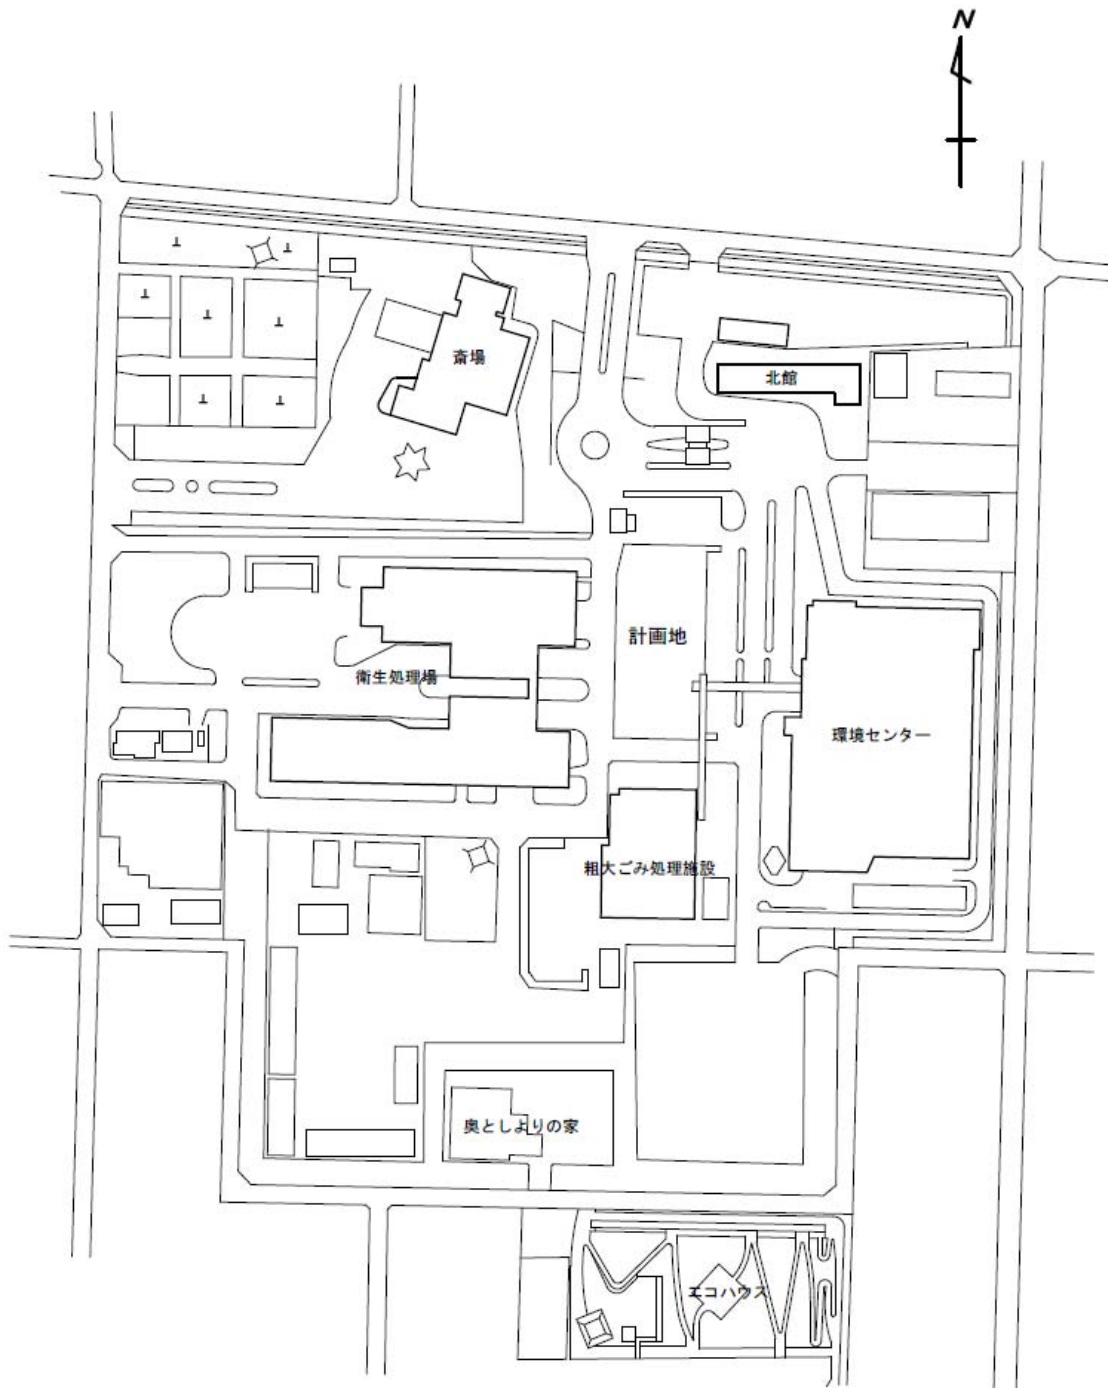 N
斎場
北館
計画地
衛生処理場
環境センター
粗大ごみ処理施設
奥としよりの家
エコハウス